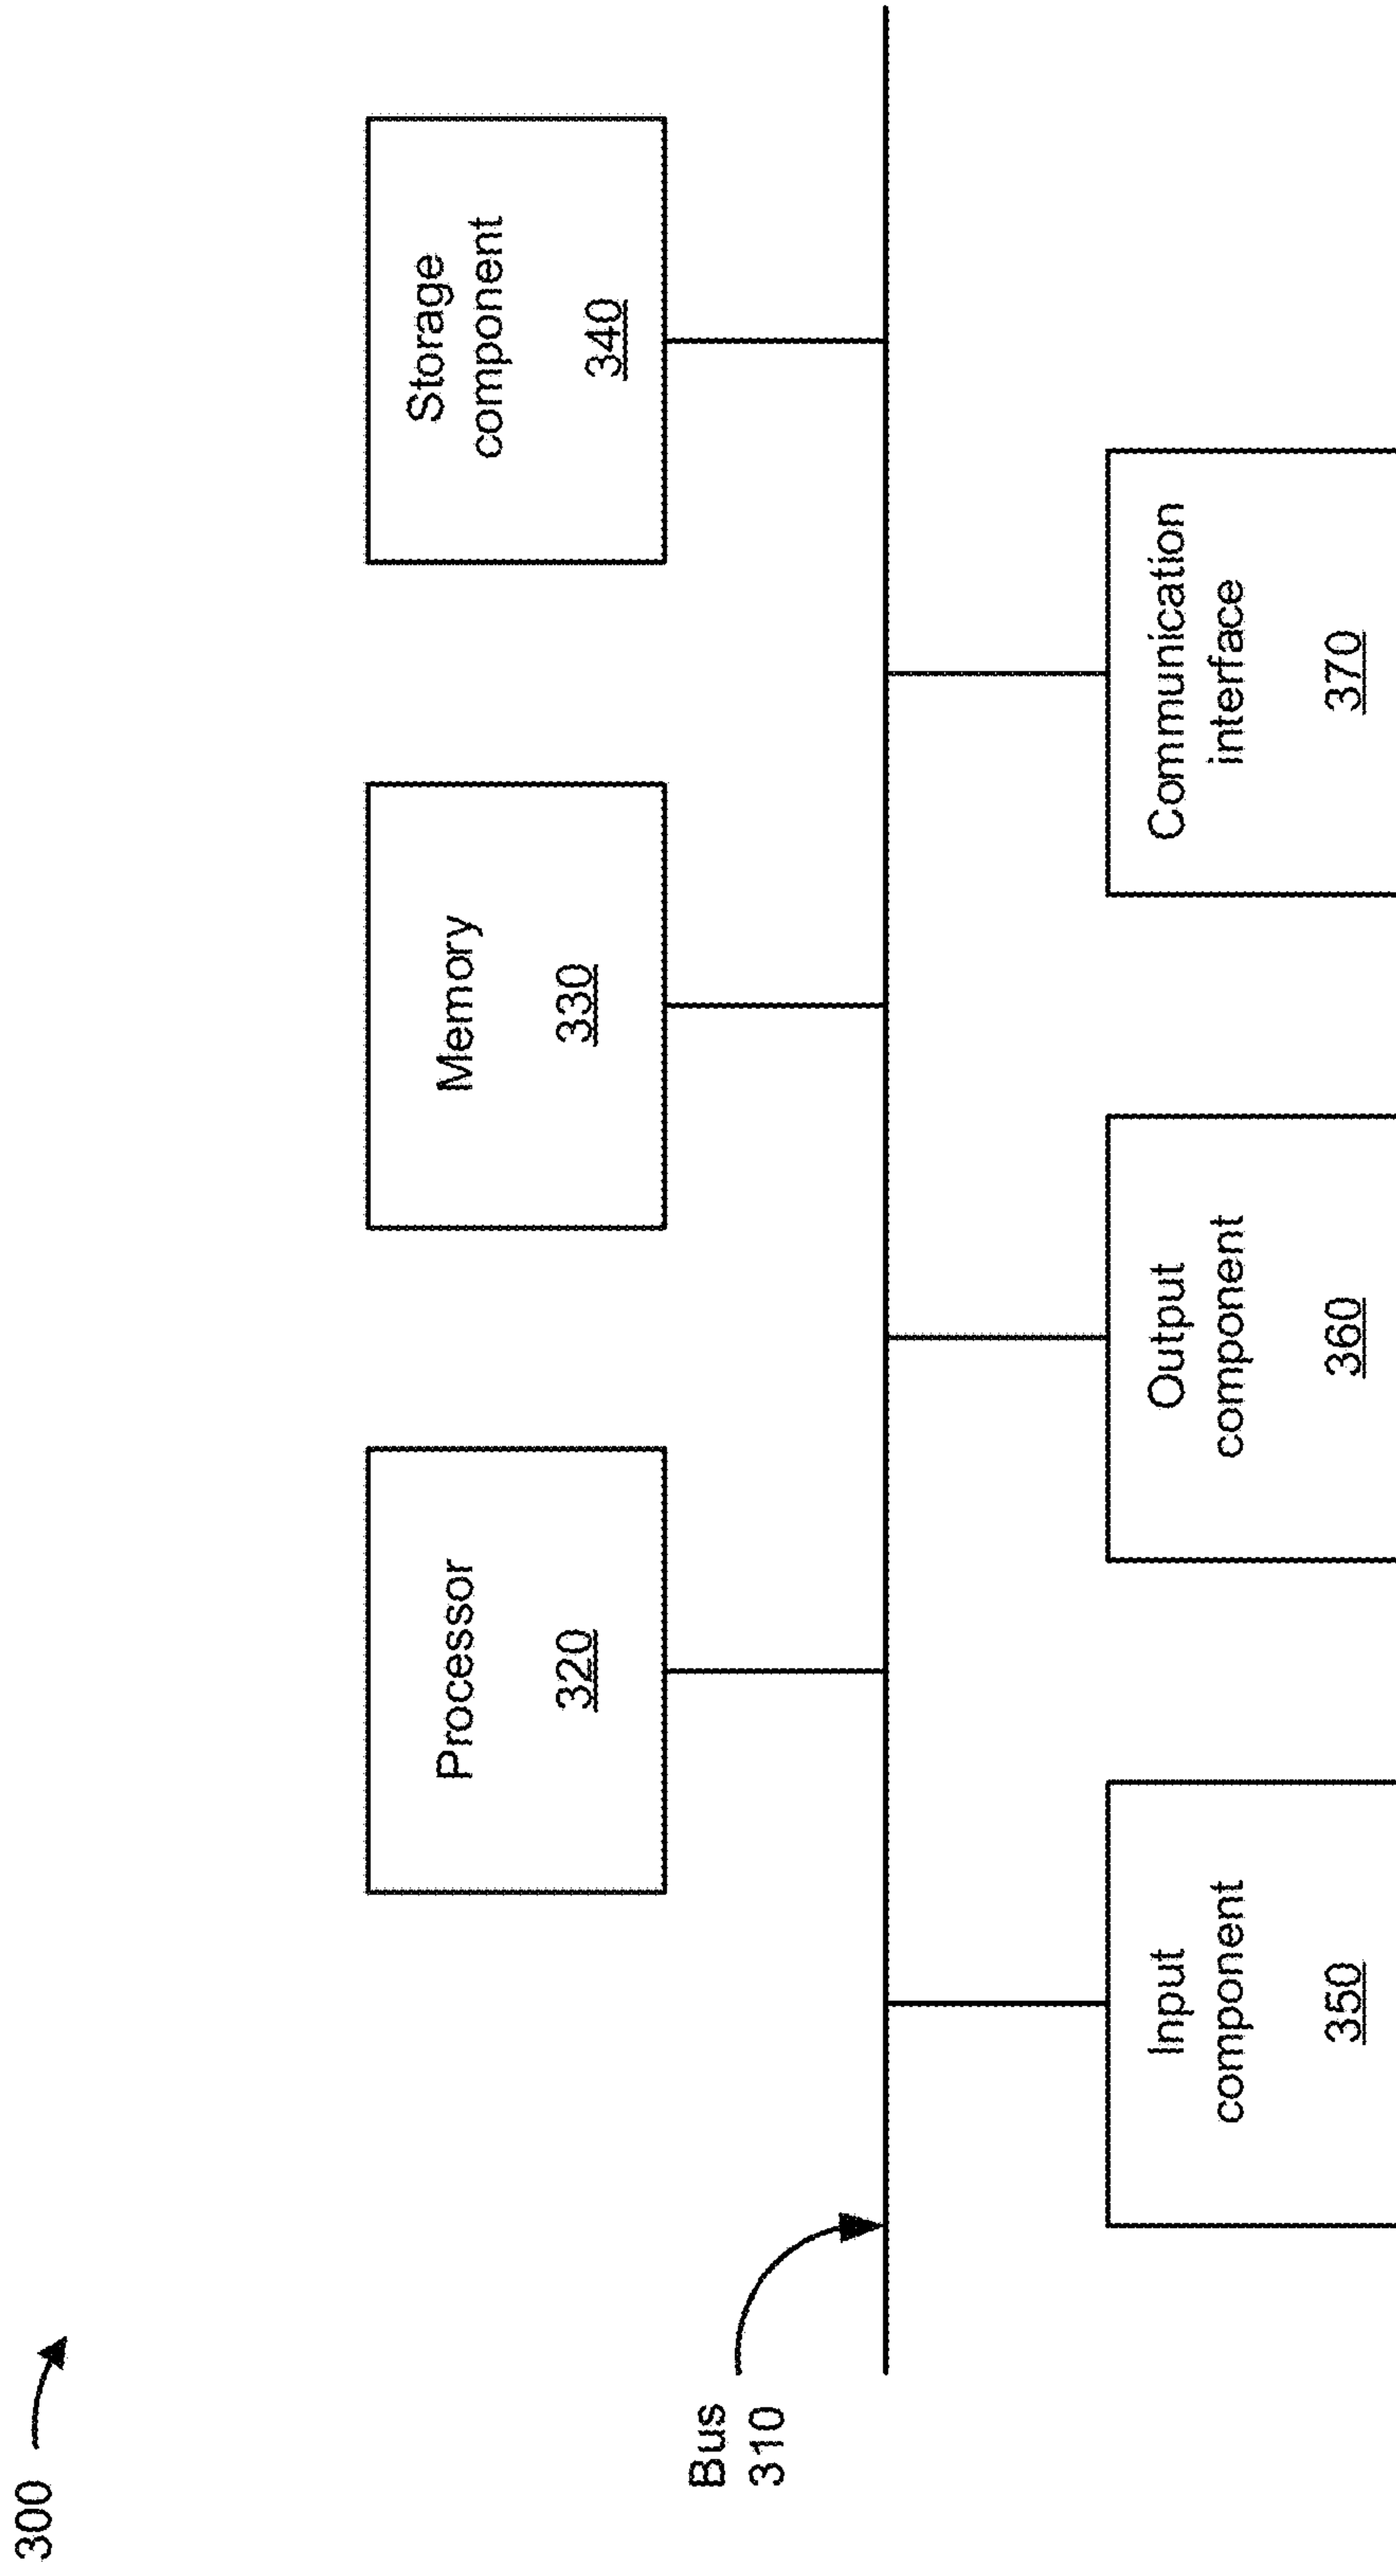 300
Processor
320
Memory
330
Storage
component
340
Bus
310
Input
component
350
Output
component
360
Communication
interface
370